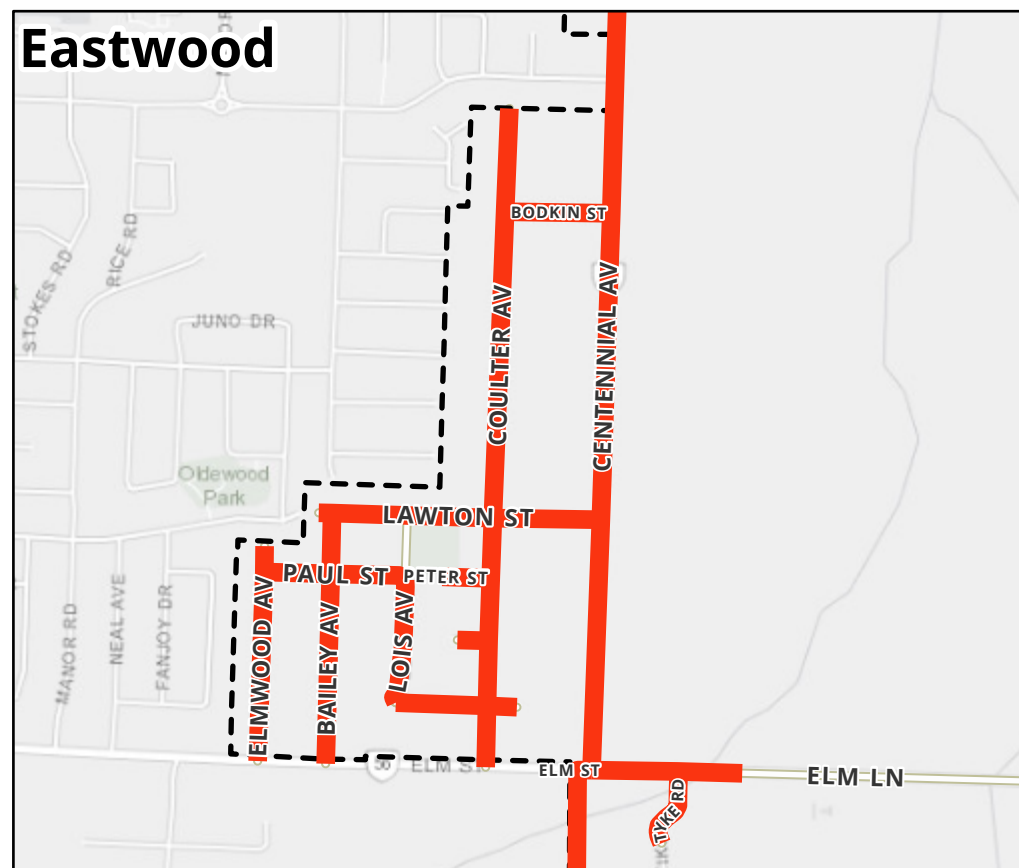 Eastwood
BODKIN ST
RICE RD
STOKES RD
JUNO DR
COULTER AV
CENTENNIAL AV
Oldewood
Park
LAWTON ST
PAUL ST
PETER ST
MANOR RD
NEAL AVE
FANJOY DR
ELMWOOD AV
BAILEY AV
LOIS AV
ELM ST
ELM ST
ELM LN
TYKE RD